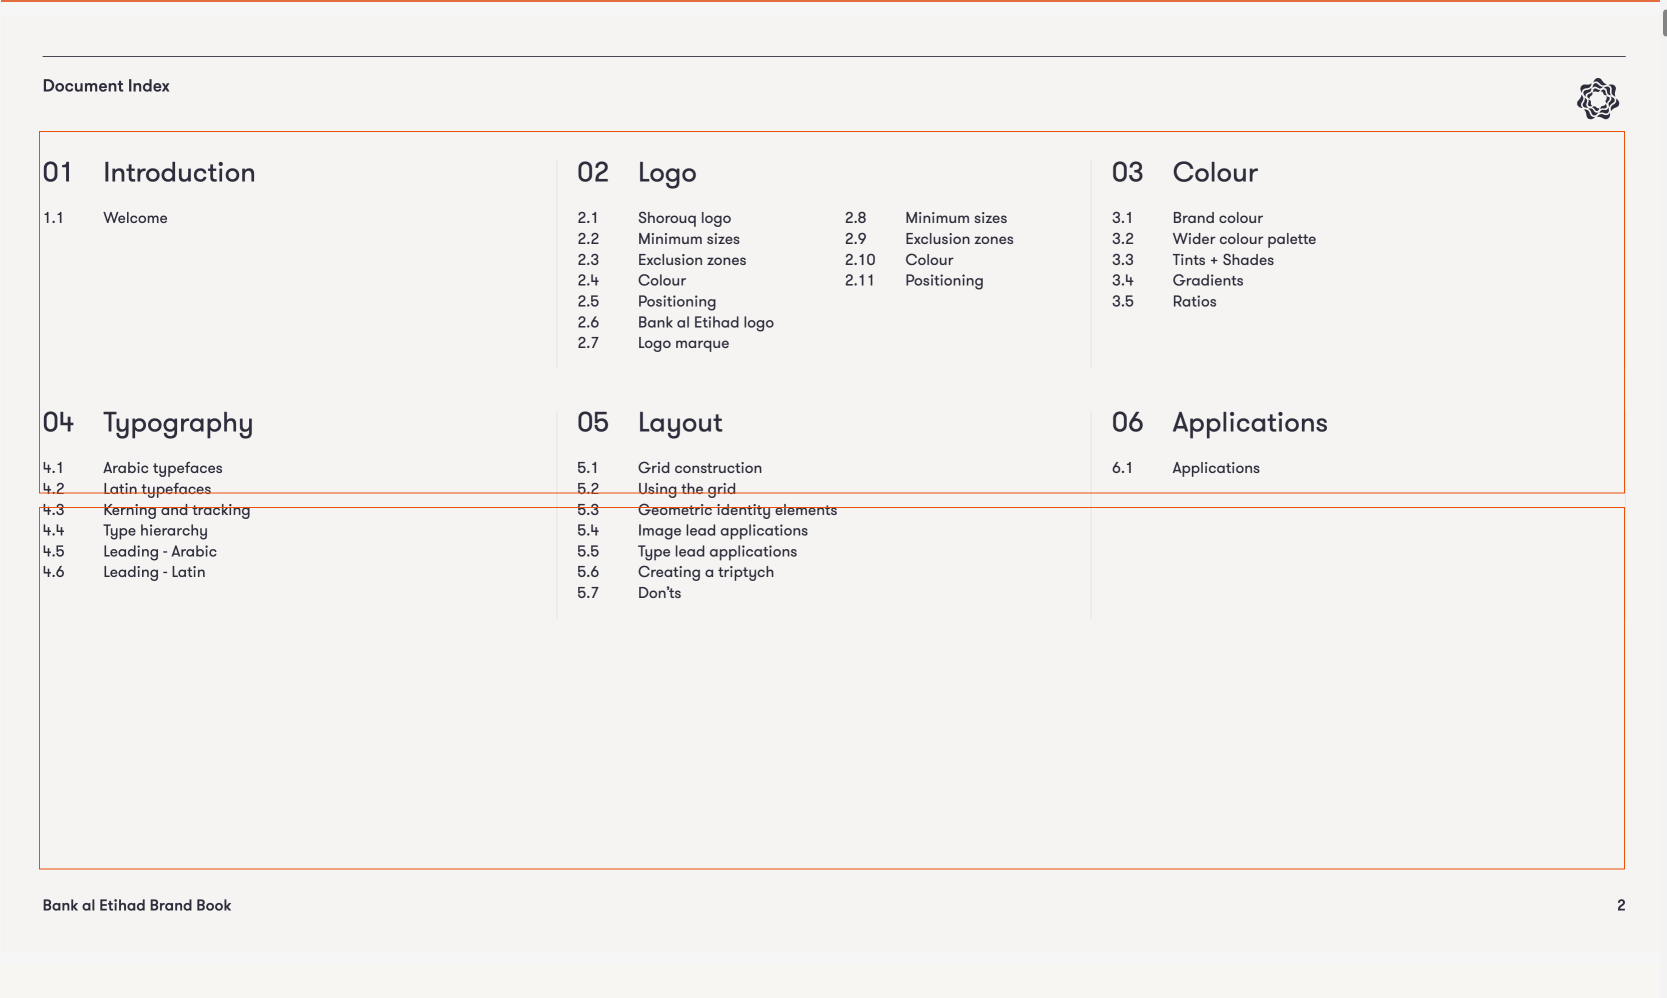 Document Index
01 Introduction
1.1 Welcome
02 Logo
2.1 Shorouq logo
2.2 Minimum sizes
2.3 Exclusion zones
2.4 Colour
2.5 Positioning
2.6 Bank al Etihad logo
2.7 Logo marque
2.8 Minimum sizes
2.9 Exclusion zones
2.10 Colour
2.11 Positioning
03 Colour
3.1 Brand colour
3.2 Wider colour palette
3.3 Tints + Shades
3.4 Gradients
3.5 Ratios
04 Typography
4.1 Arabic typefaces
4.2 Latin typefaces
4.3 Kerning and tracking
4.4 Type hierarchy
4.5 Leading - Arabic
4.6 Leading - Latin
05 Layout
5.1 Grid construction
5.2 Using the grid
5.3 Geometric identity elements
5.4 Image lead applications
5.5 Type lead applications
5.6 Creating a triptych
5.7 Don’ts
06 Applications
6.1 Applications
Bank al Etihad Brand Book
2